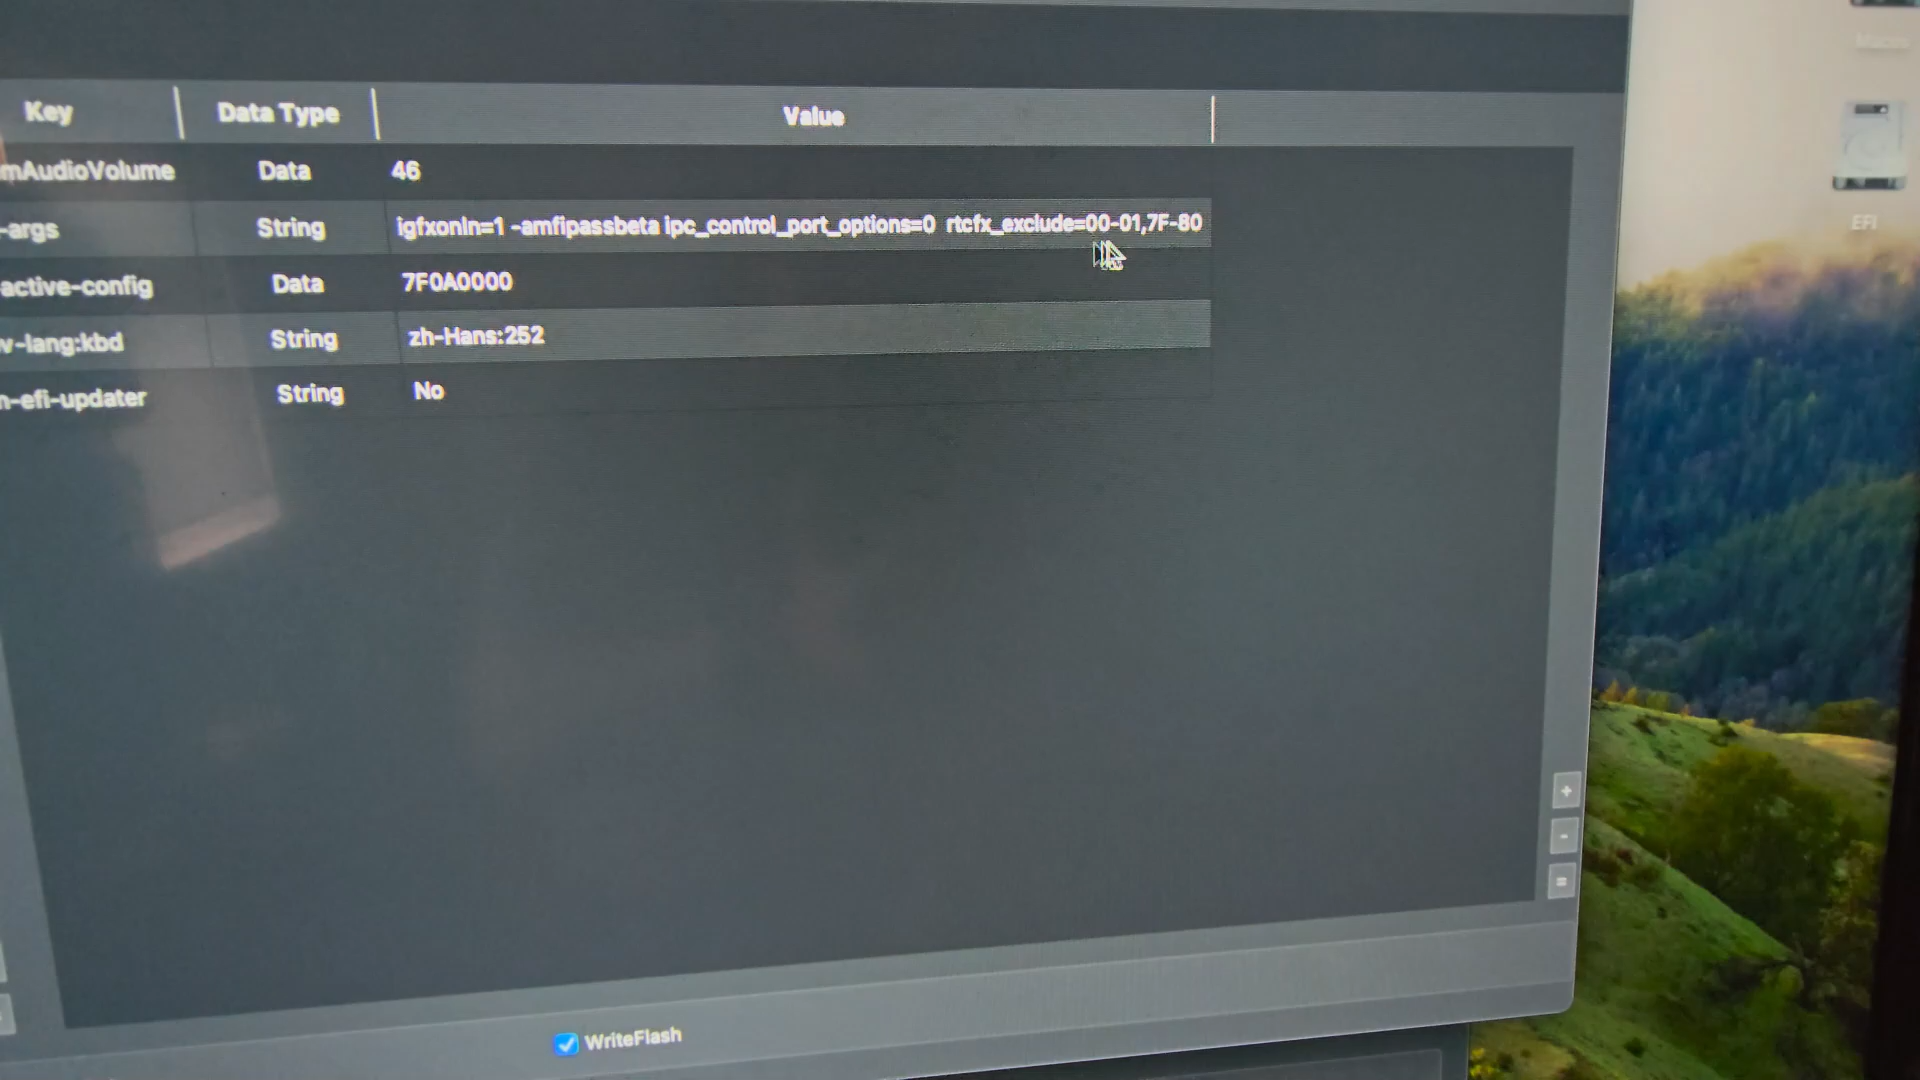 Key Data Type Value
mAudioVolume Data 46
-args String igfxonln=1 -amfipassbeta ipc_control_port_options=0 rtcfx_exclude=00-01,7F-80
active-config Data 7F0A0000
v-lang:kbd String zh-Hans:252
n-efi-updater String No
EFI
+
-
=
WriteFlash